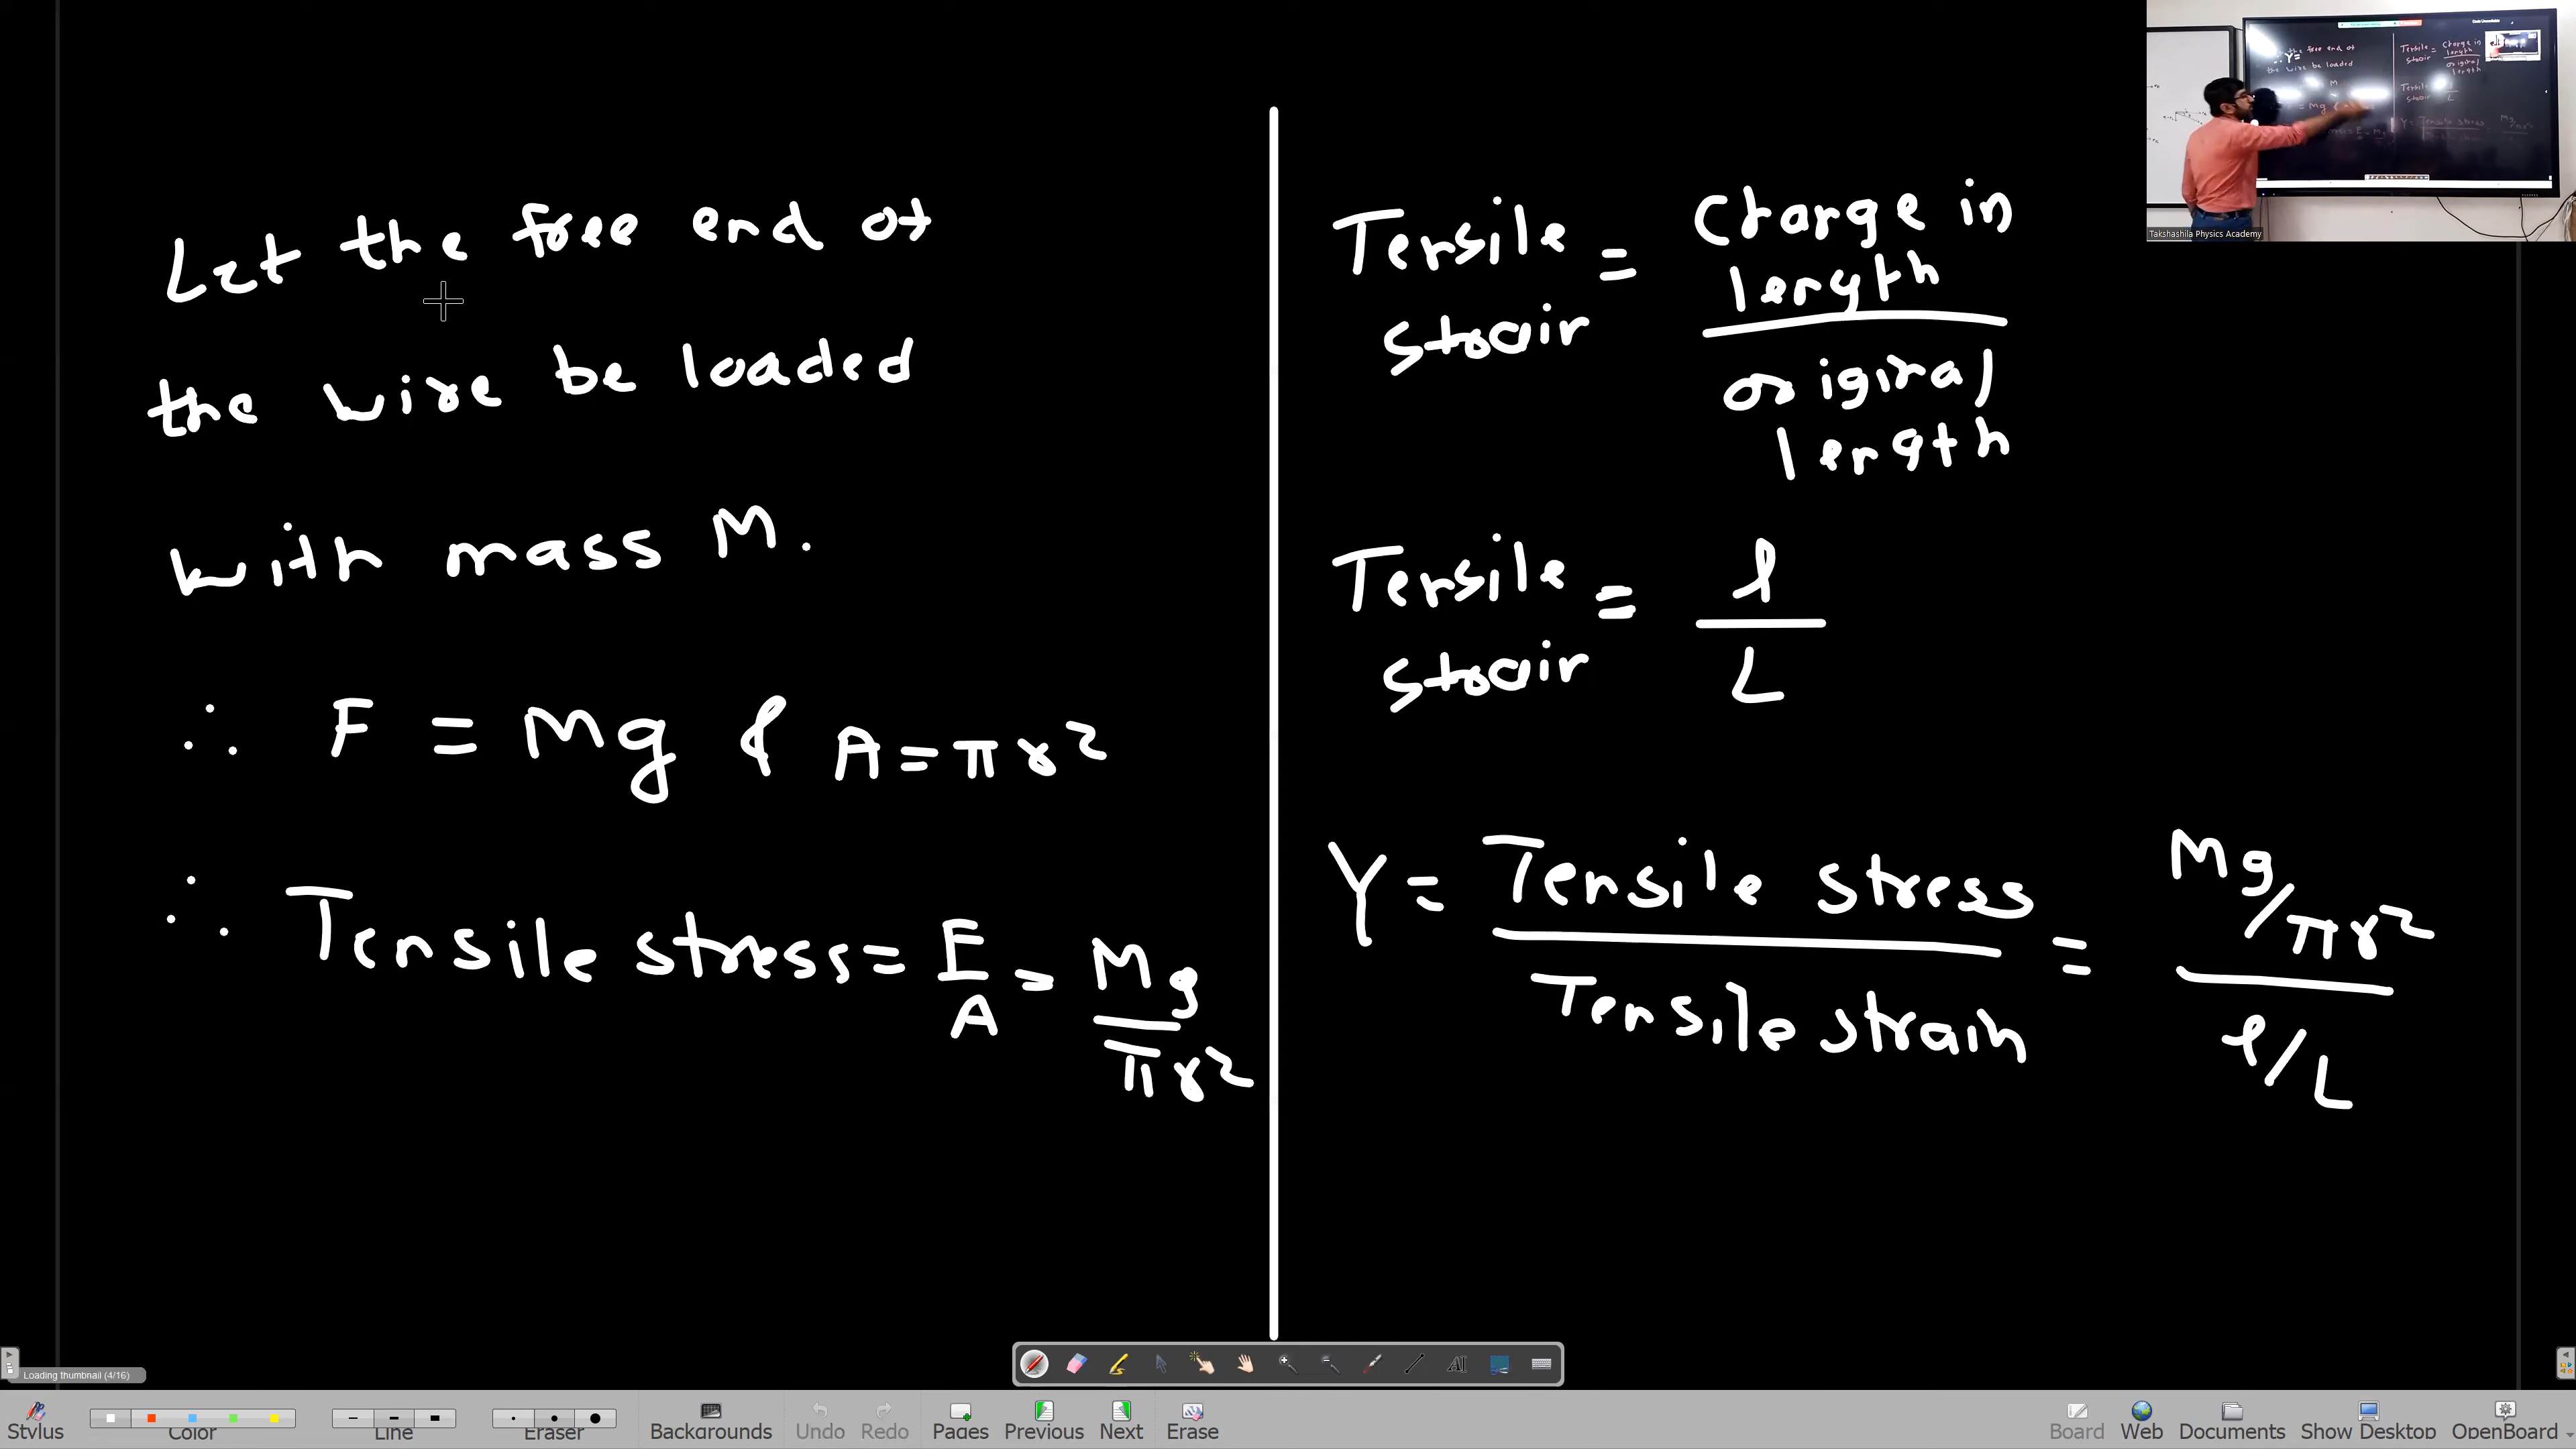 Let the free end of
the wire be loaded
with mass M.
∴ F = Mg & A = πr²
∴ Tensile stress = F/A = Mg/πr²
Tensile strain = Change in length / original length
Tensile strain = l/L
Y = Tensile stress / Tensile strain = Mg/πr² / l/L
Takshashila Physics Academy
Loading thumbnail (4/16)
Stylus
Color
Line
Eraser
Backgrounds
Undo
Redo
Pages
Previous
Next
Erase
Board
Web
Documents
Show Desktop
OpenBoard